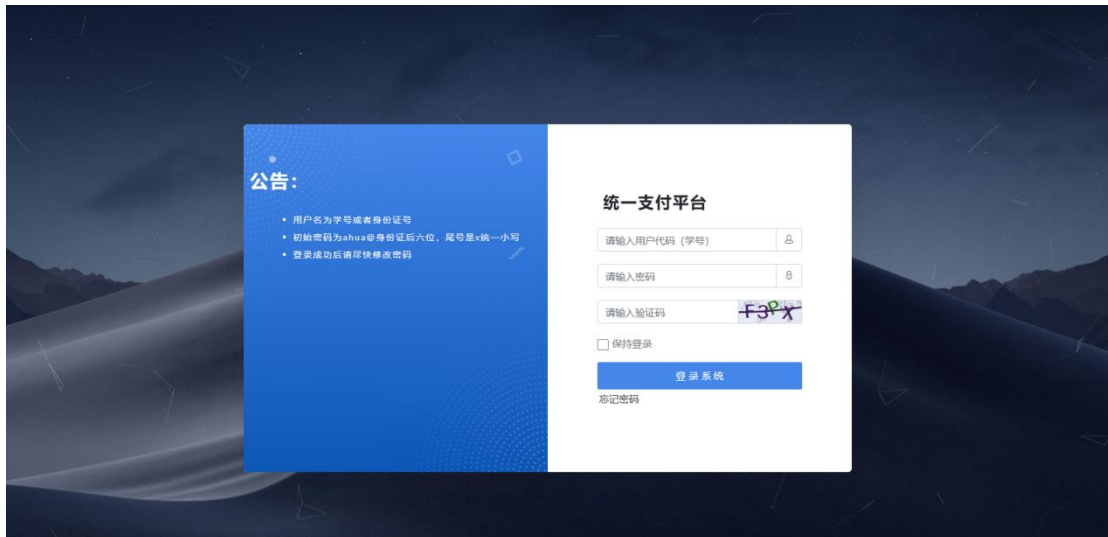 公告：
用户名为学号或者身份证号
初始密码为ahua@身份证后六位，尾号是x统一小写
登录成功后请尽快修改密码
统一支付平台
请输入用户代码（学号）
请输入密码
请输入验证码
F3PX
保持登录
登录系统
忘记密码